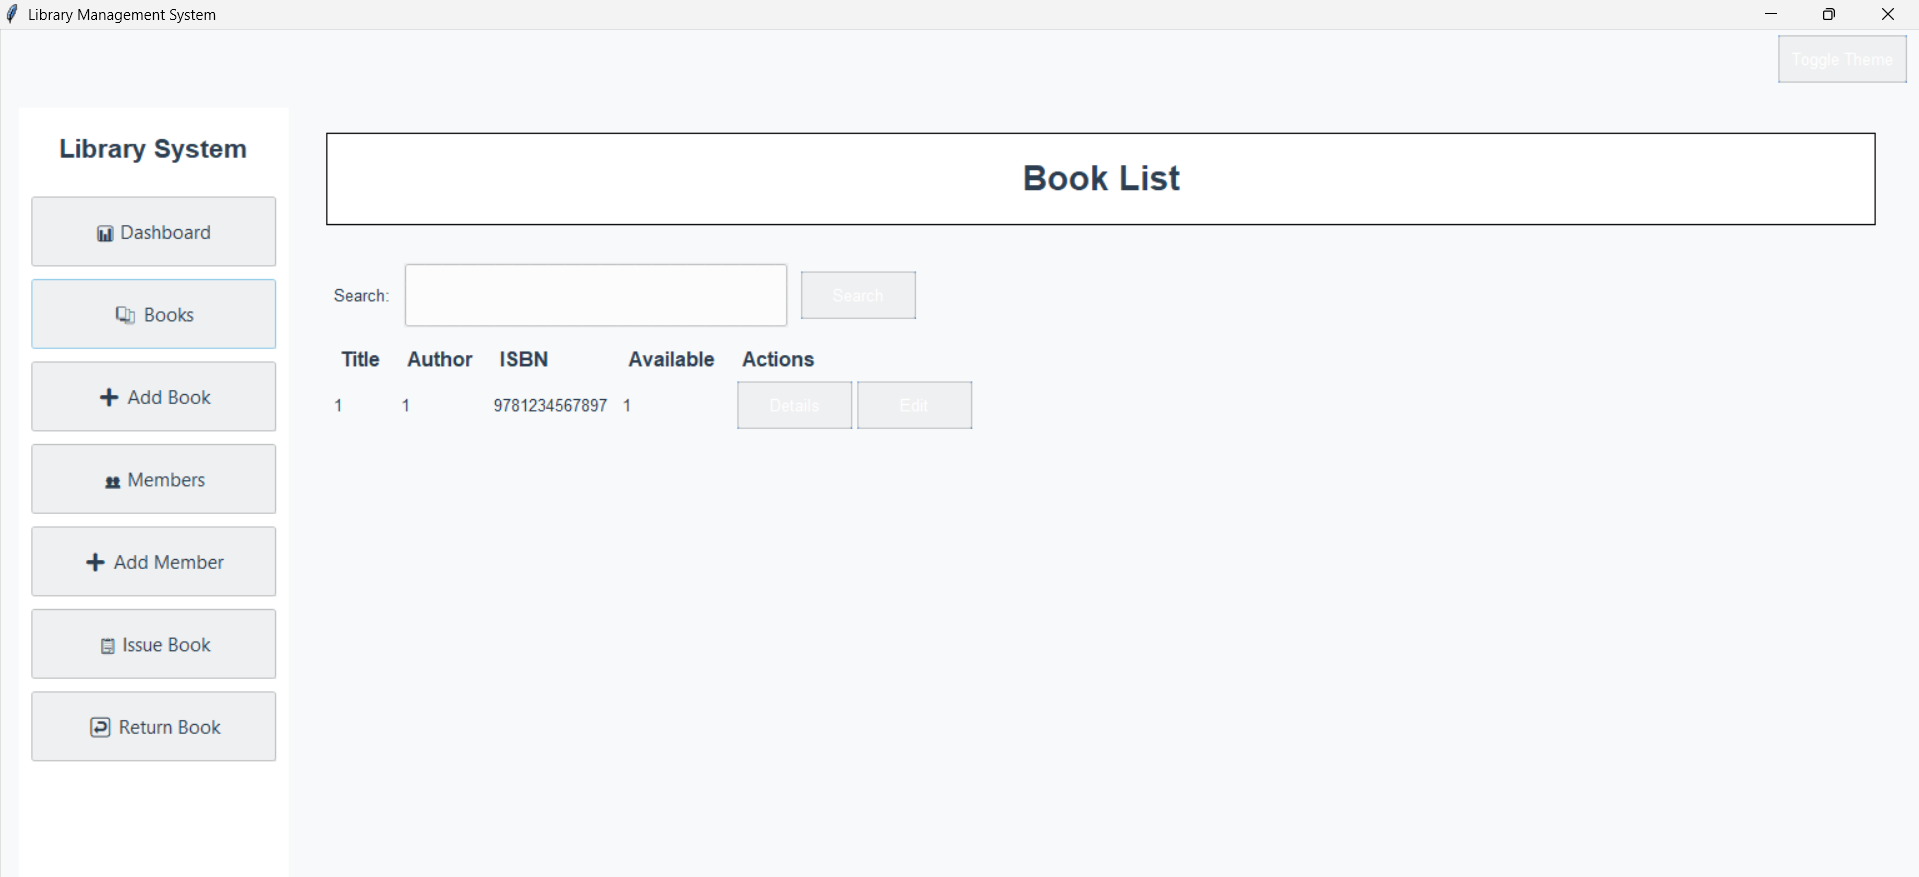 Library Management System
Toggle Theme
Library System
Dashboard
Books
Add Book
Members
Add Member
Issue Book
Return Book
Book List
Search:
Search
Title Author ISBN Available Actions
1 1 9781234567897 1 Details Edit